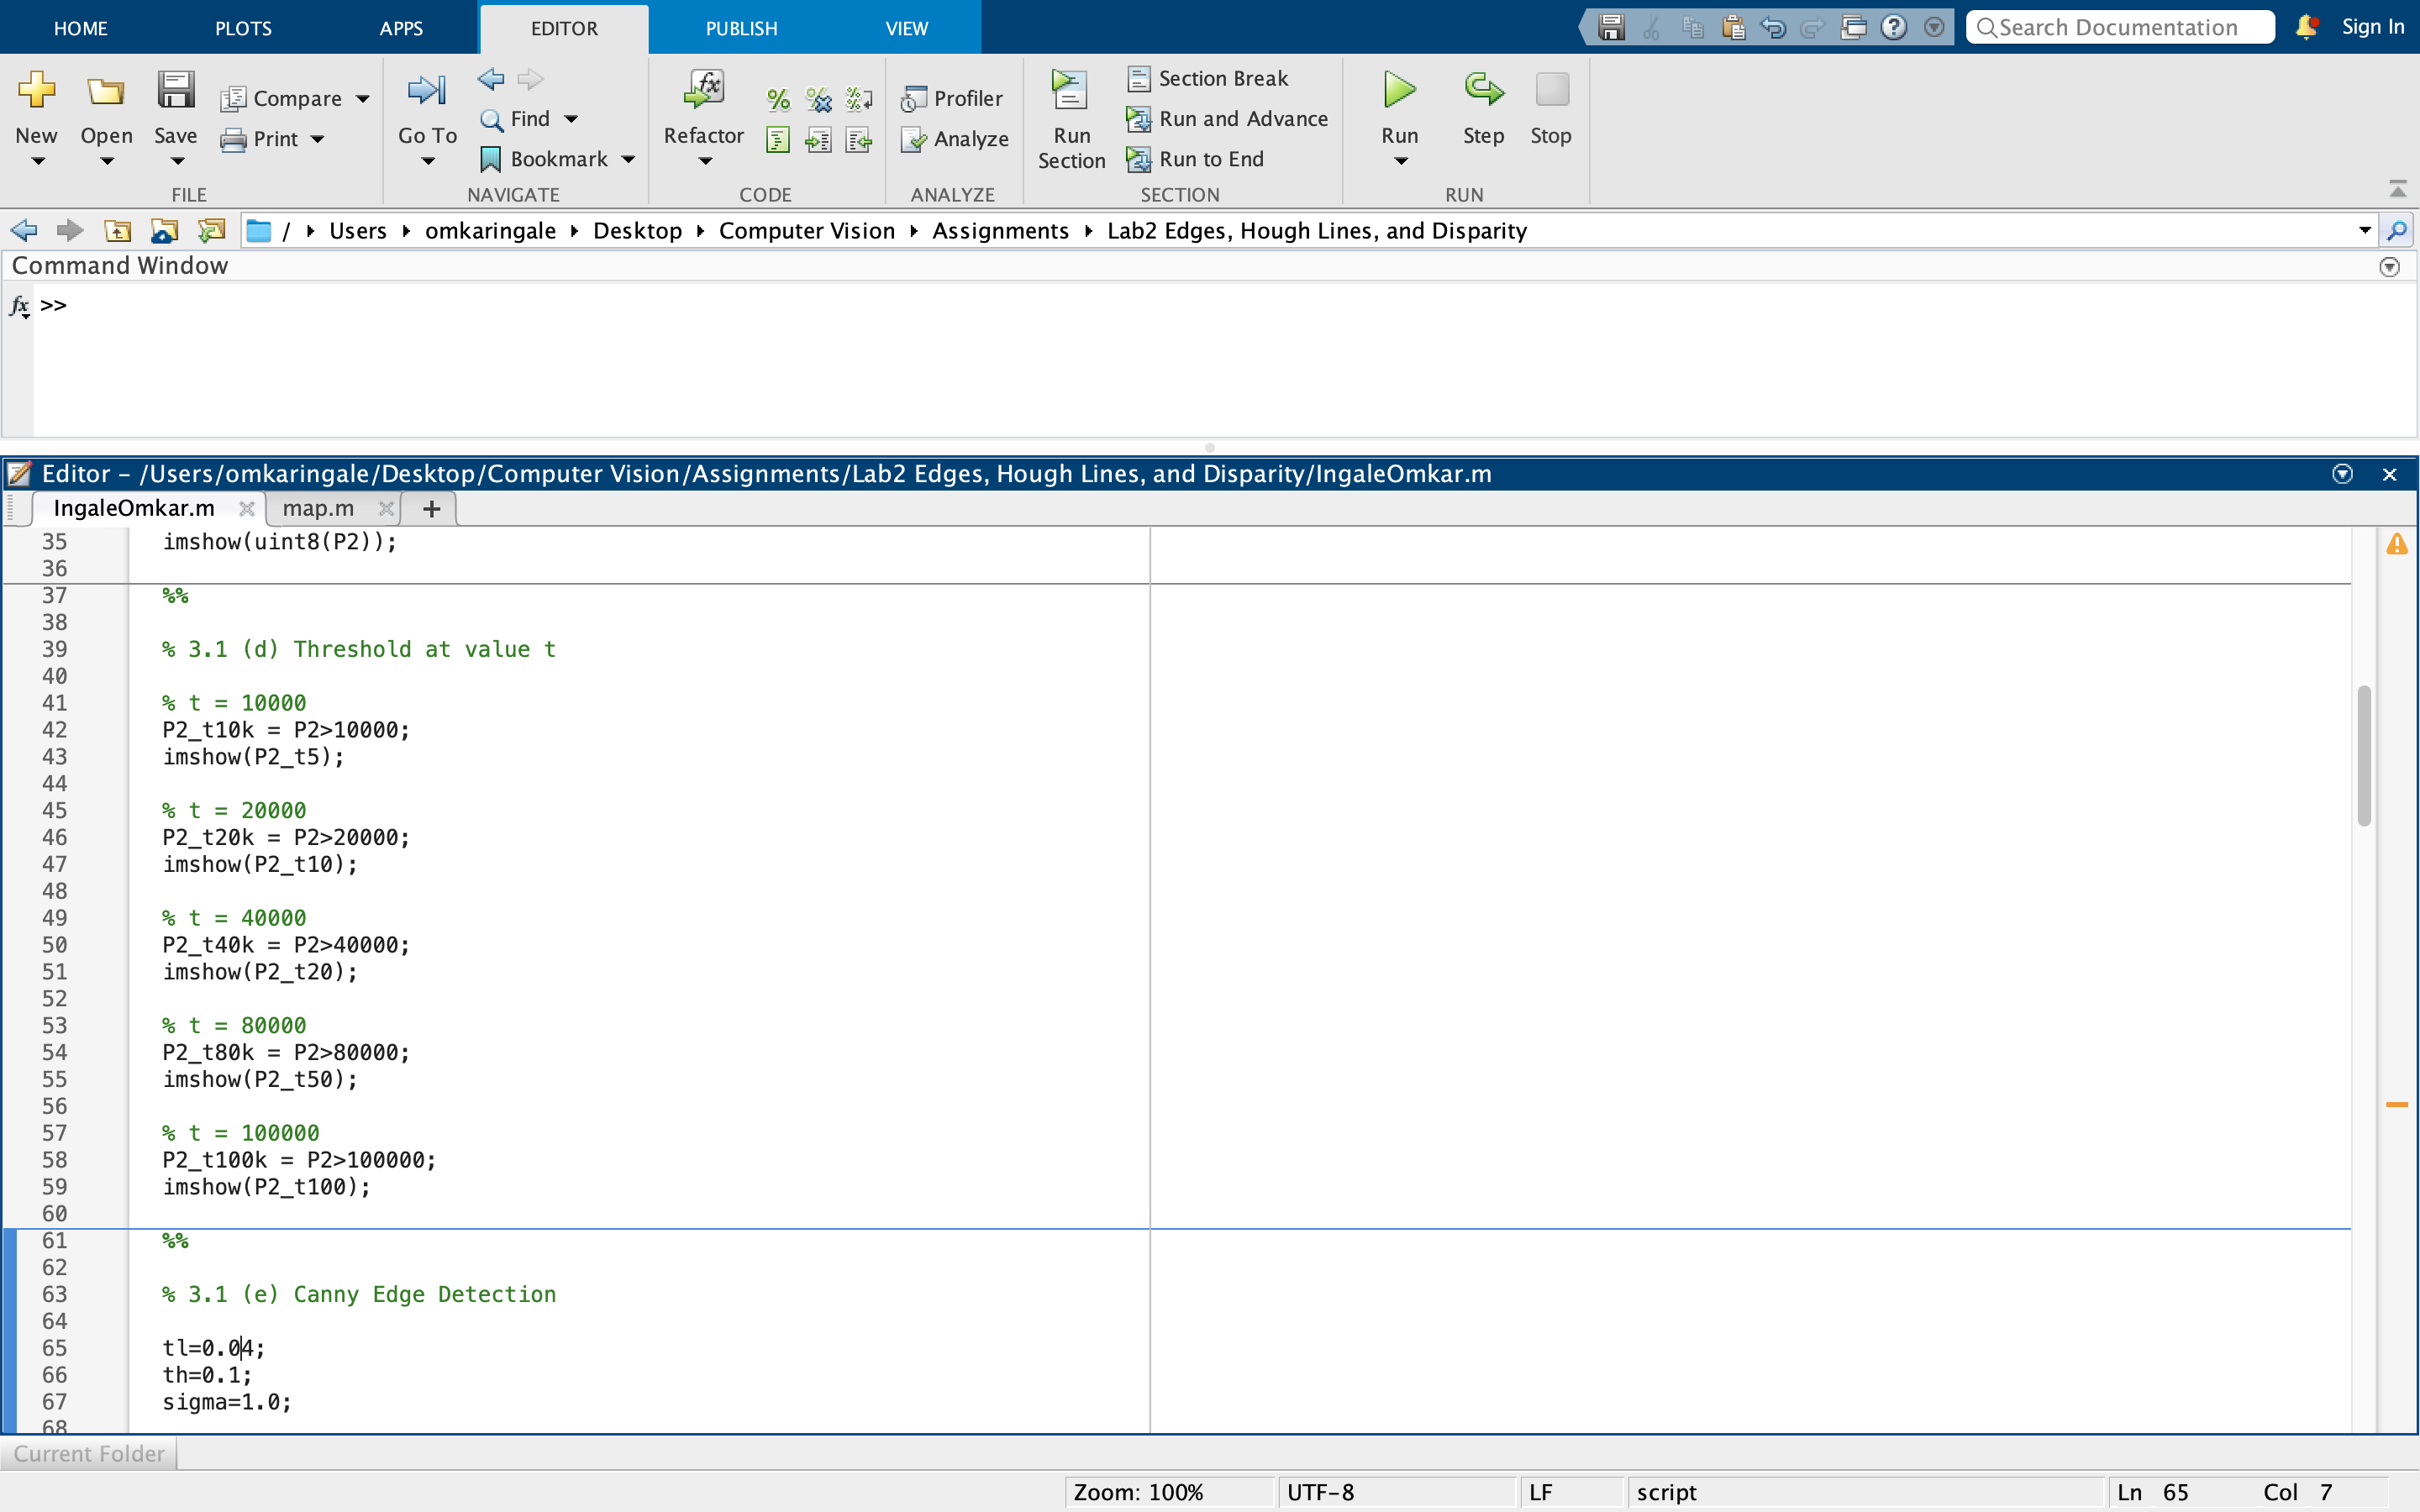 HOME PLOTS APPS EDITOR PUBLISH VIEW Search Documentation Sign In
New Open Save Compare Print Go To Find Bookmark Refactor Profiler Analyze Run Section Section Break Run and Advance Run to End Run Step Stop
FILE NAVIGATE CODE ANALYZE SECTION RUN
/ Users omkaringale Desktop Computer Vision Assignments Lab2 Edges, Hough Lines, and Disparity
Command Window
fx >>
Editor – /Users/omkaringale/Desktop/Computer Vision/Assignments/Lab2 Edges, Hough Lines, and Disparity/IngaleOmkar.m
IngaleOmkar.m map.m +
35 imshow(uint8(P2));
36
37 %%
38
39 % 3.1 (d) Threshold at value t
40
41 % t = 10000
42 P2_t10k = P2>10000;
43 imshow(P2_t5);
44
45 % t = 20000
46 P2_t20k = P2>20000;
47 imshow(P2_t10);
48
49 % t = 40000
50 P2_t40k = P2>40000;
51 imshow(P2_t20);
52
53 % t = 80000
54 P2_t80k = P2>80000;
55 imshow(P2_t50);
56
57 % t = 100000
58 P2_t100k = P2>100000;
59 imshow(P2_t100);
60
61 %%
62
63 % 3.1 (e) Canny Edge Detection
64
65 tl=0.04;
66 th=0.1;
67 sigma=1.0;
68
Current Folder
Zoom: 100% UTF-8 LF script Ln 65 Col 7